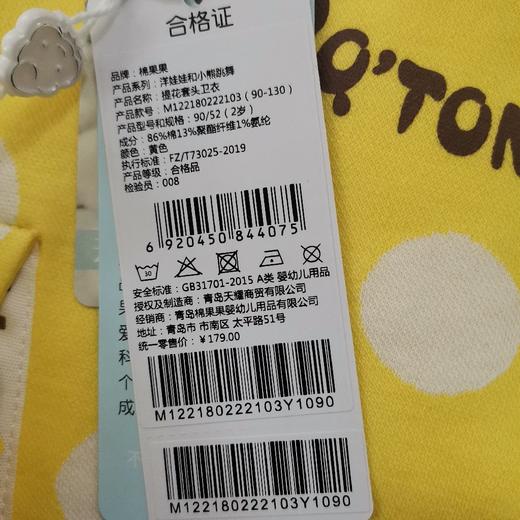 合格证
品牌：棉果果
产品系列：洋娃娃和小熊跳舞
产品名称：提花套头卫衣
产品款号：M122180222103（90-130）
产品型号和规格：90/52（2岁）
成分：86%棉13%聚酯纤维1%氨纶
颜色：黄色
执行标准：FZ/T73025-2019
产品等级：合格品
检验员：008
6 920450 844075
30
安全标准：GB31701-2015 A类 婴幼儿用品
授权及制造商：青岛天耀商贸有限公司
经销商：青岛棉果果婴幼儿用品有限公司
地址：青岛市 市南区 太平路51号
统一零售价：￥179.00
M122180222103Y1090
M122180222103Y1090
Q'TON
果
爱
科
个
成
不